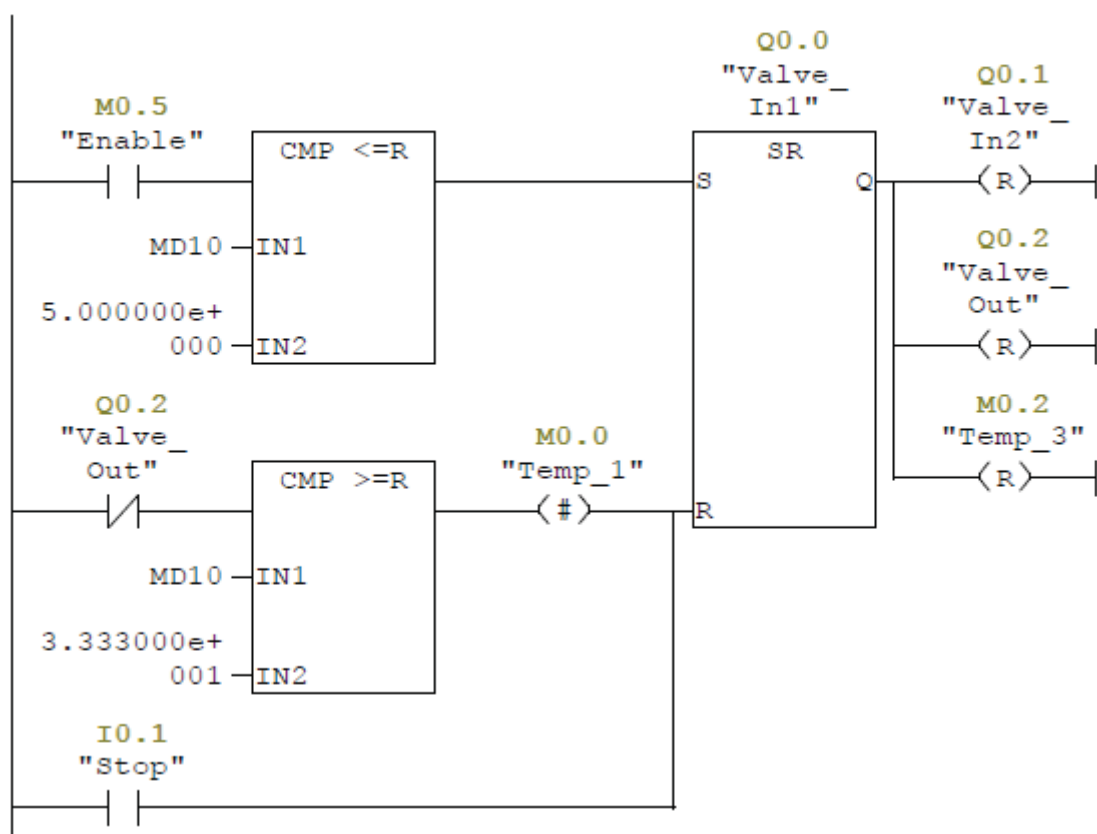 Q0.0
"Valve_
In1"
Q0.1
"Valve_
In2"
M0.5
"Enable"
CMP <=R
SR
S
Q
(R)
MD10
IN1
5.000000e+
000
IN2
Q0.2
"Valve_
Out"
(R)
M0.2
"Temp_3"
(R)
Q0.2
"Valve_
Out"
CMP >=R
M0.0
"Temp_1"
(#)
R
MD10
IN1
3.333000e+
001
IN2
I0.1
"Stop"